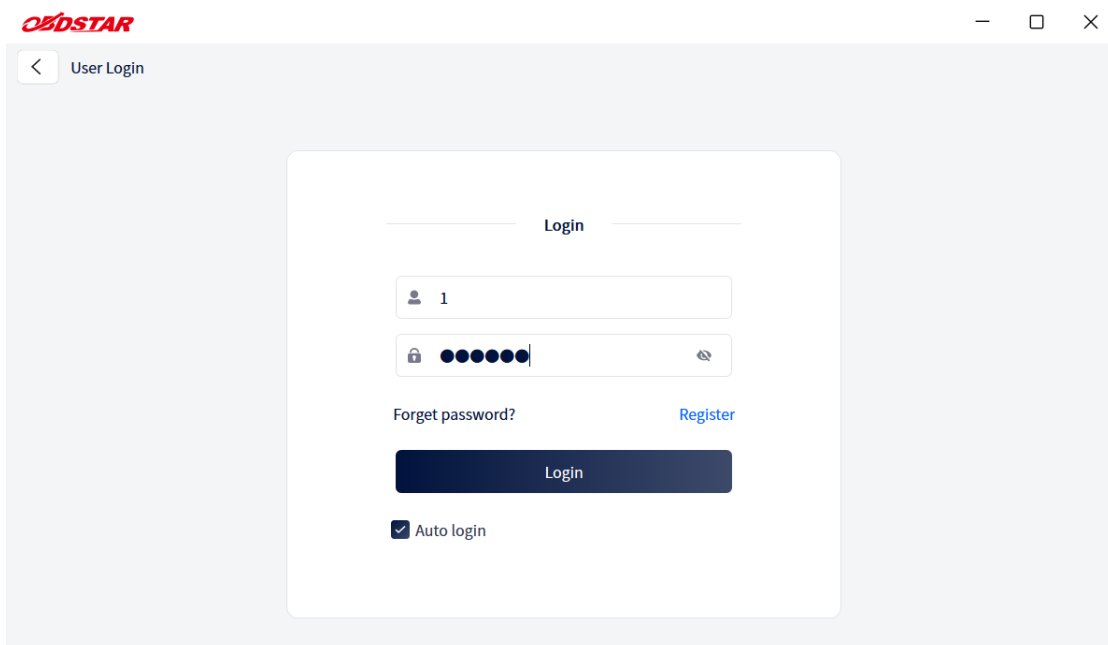 OBDSTAR
User Login
Login
1
●●●●●●
Forget password? Register
Login
Auto login